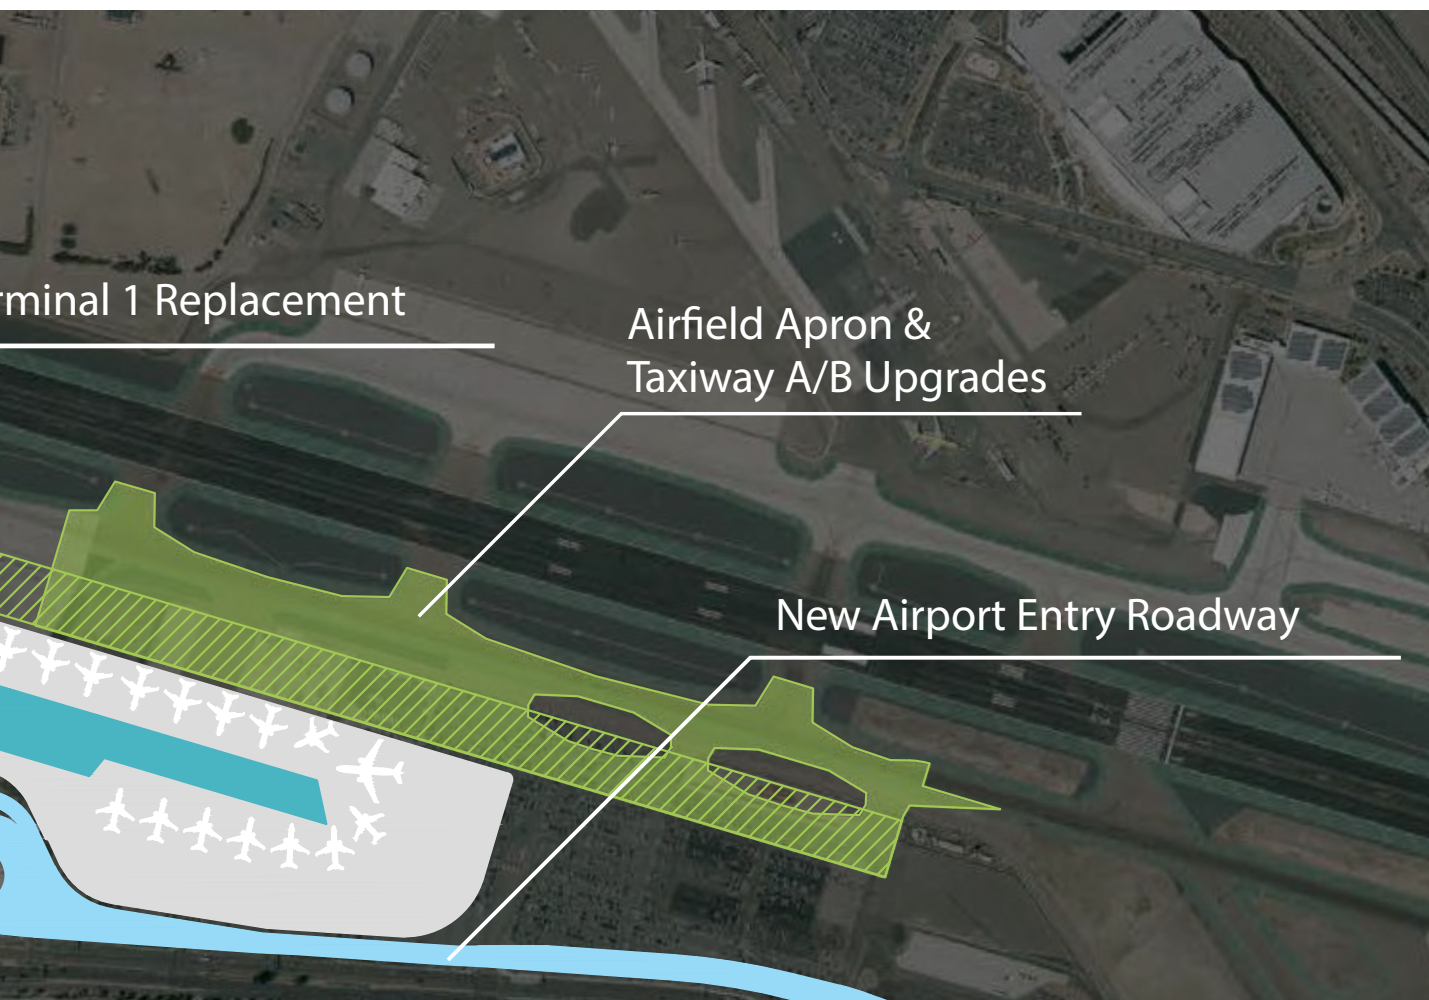 rminal 1 Replacement
Airfield Apron &
Taxiway A/B Upgrades
New Airport Entry Roadway